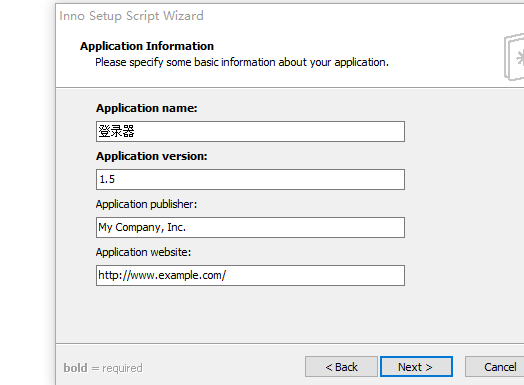 Inno Setup Script Wizard
Application Information
Please specify some basic information about your application.
Application name:
登录器
Application version:
1.5
Application publisher:
My Company, Inc.
Application website:
http://www.example.com/
bold = required
< Back
Next >
Cancel